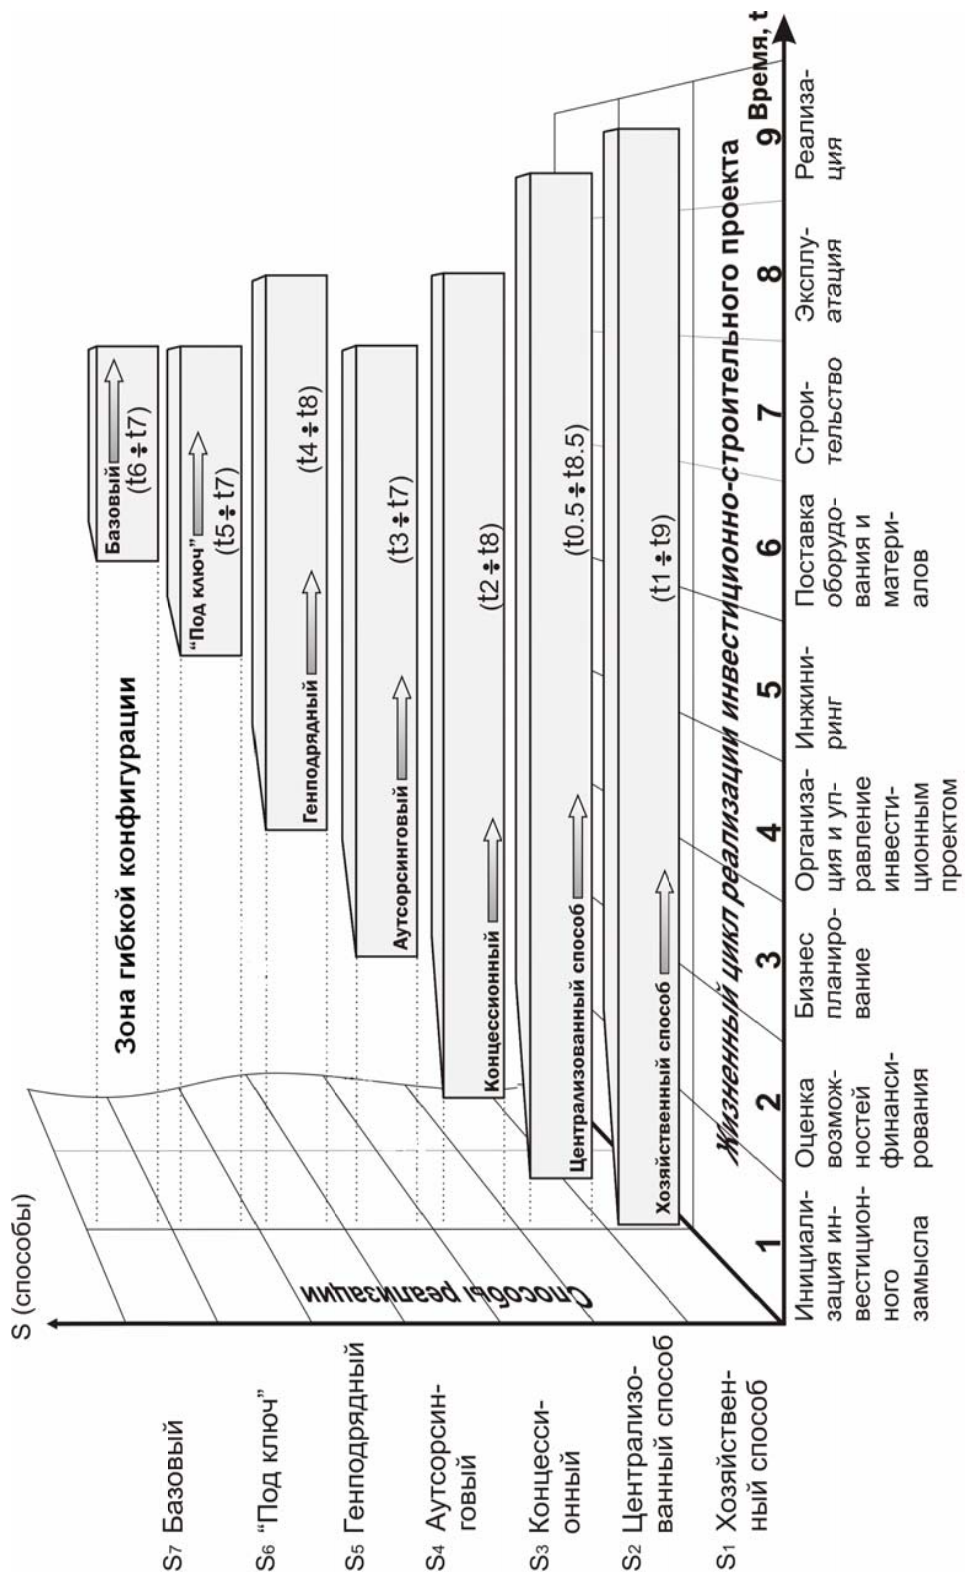 S (способы)
Зона гибкой конфигурации
S7 Базовый
S6 “Под ключ”
S5 Генподрядный
S4 Аутсорсин-
говый
S3 Концесси-
онный
S2 Централизо-
ванный способ
S1 Хозяйствен-
ный способ
Способы реализации
Базовый
(t6÷t7)
“Под ключ”
(t5÷t7)
Генподрядный
(t4÷t8)
Аутсорсинговый
(t3÷t7)
Концессионный
(t2÷t8)
Централизованный способ
(t0.5÷t8.5)
Хозяйственный способ
(t1÷t9)
Жизненный цикл реализации инвестиционно-строительного проекта
Время, t
1
2
3
4
5
6
7
8
9
Инициали-
зация ин-
вестицион-
ного
замысла
Оценка
возмож-
ностей
финанси-
рования
Бизнес
планиро-
вание
Организа-
ция и уп-
равление
инвести-
ционным
проектом
Инжини-
ринг
Поставка
оборудо-
вания и
матери-
алов
Строи-
тельство
Эксплу-
атация
Реализа-
ция